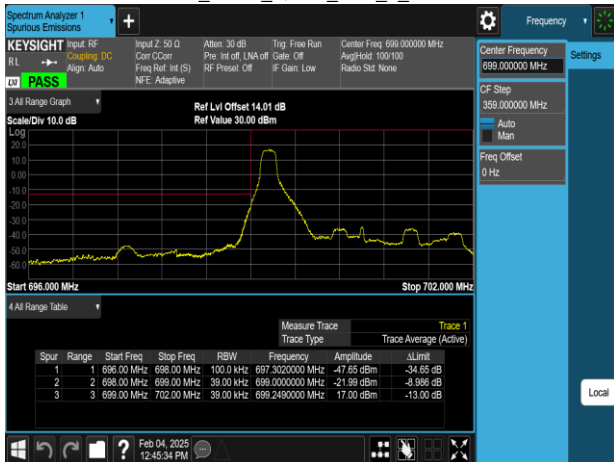 Spectrum Analyzer 1
Spurious Emissions
Frequency
KEYSIGHT Input: RF Input Z: 50 Ω Atten: 30 dB Trig: Free Run Center Freq: 699.000000 MHz
RL Coupling: DC Corr CCorr Pre: Int off, LNA off Gate: Off Avg|Hold: 100/100
Align: Auto Freq Ref: Int (S) RF Preset: Off IF Gain: Low Radio Std: None
LXI PASS NFE: Adaptive
Center Frequency
699.000000 MHz
Settings
CF Step
359.000000 MHz
Auto
Man
Freq Offset
0 Hz
3 All Range Graph
Ref Lvl Offset 14.01 dB
Scale/Div 10.0 dB Ref Value 30.00 dBm
Log
20.0
10.0
0.00
-10.0
-20.0
-30.0
-40.0
-50.0
-60.0
Start 696.000 MHz Stop 702.000 MHz
4 All Range Table
Measure Trace Trace 1
Trace Type Trace Average (Active)
Spur Range Start Freq Stop Freq RBW Frequency Amplitude ΔLimit
1 1 696.00 MHz 698.00 MHz 100.0 kHz 697.3020000 MHz -47.65 dBm -34.65 dB
2 2 698.00 MHz 699.00 MHz 39.00 kHz 699.0000000 MHz -21.99 dBm -8.986 dB
3 3 699.00 MHz 702.00 MHz 39.00 kHz 699.2490000 MHz 17.00 dBm -13.00 dB
Local
? Feb 04, 2025
12:45:34 PM